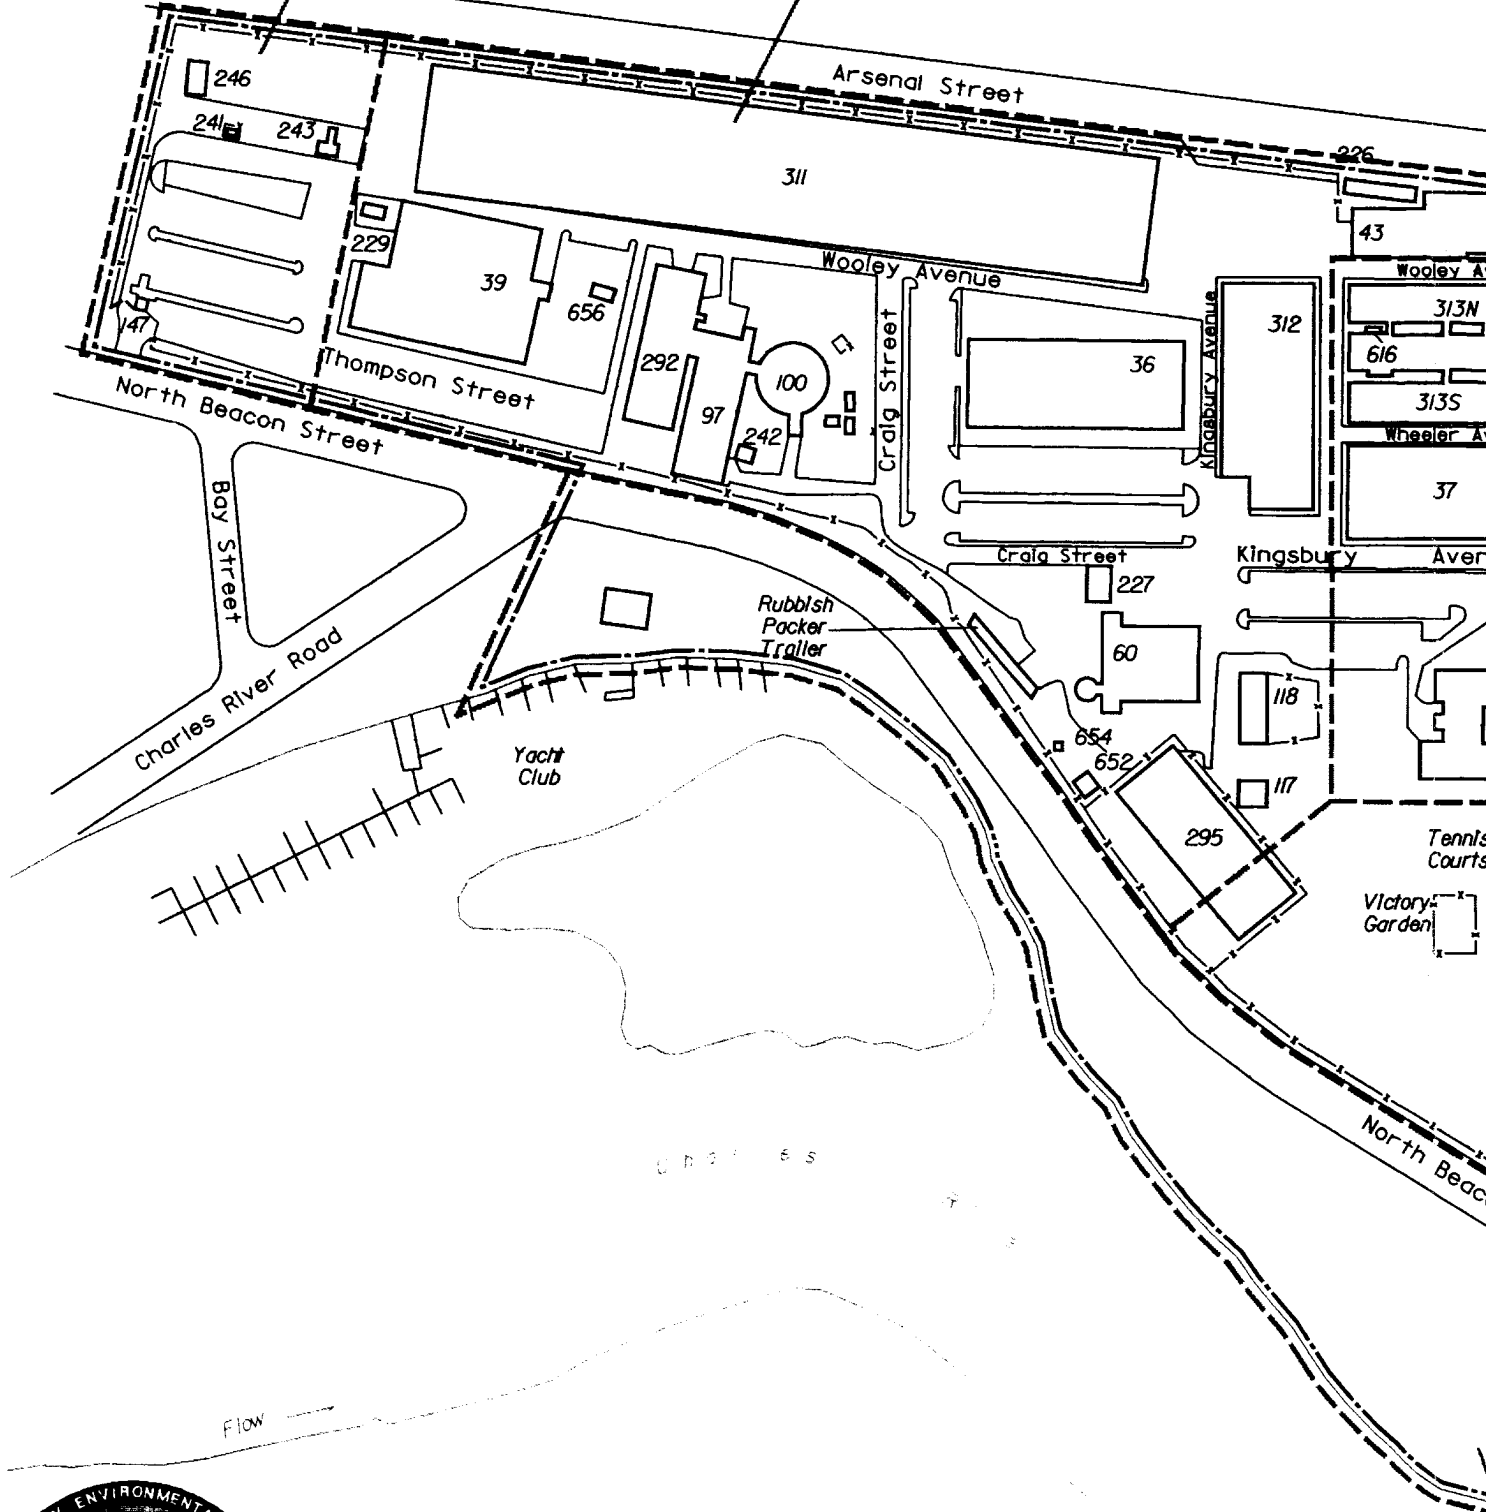 Arsenal Street
246
241
243
226
311
43
229
Wooley Avenue
Wooley
39
656
313N
312
616
147
Thompson Street
292
100
Craig Street
36
Kingsbury Avenue
313S
North Beacon Street
97
242
Wheeler
37
Bay Street
Craig Street
Kingsbury
227
Rubbish
Packer
Trailer
60
Charles River Road
118
654
652
Yacht
Club
117
295
Tennis
Courts
Victory
Garden
North
Flow
ENVIRONMENTA